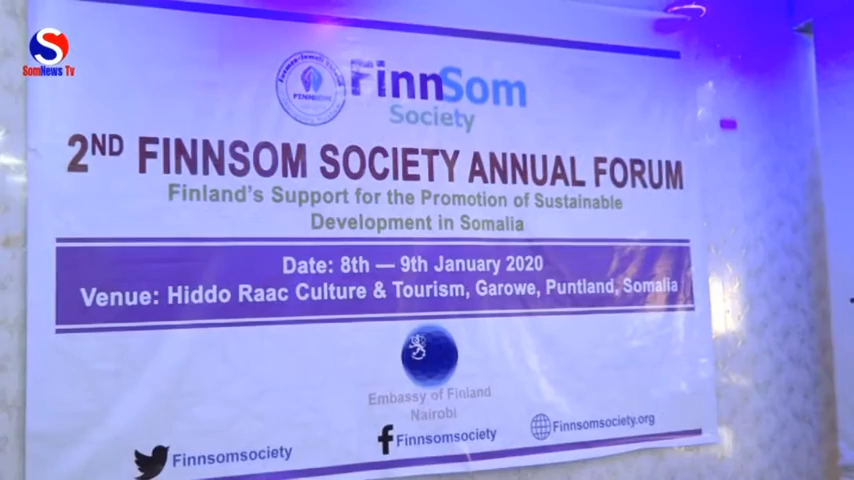 S
SomNews Tv
FINNSOM
FinnSom
Society
2ND FINNSOM SOCIETY ANNUAL FORUM
Finland's Support for the Promotion of Sustainable
Development in Somalia
Date: 8th — 9th January 2020
Venue: Hiddo Raac Culture & Tourism, Garowe, Puntland, Somalia
Embassy of Finland
Nairobi
Finnsomsociety
Finnsomsociety
Finnsomsociety.org